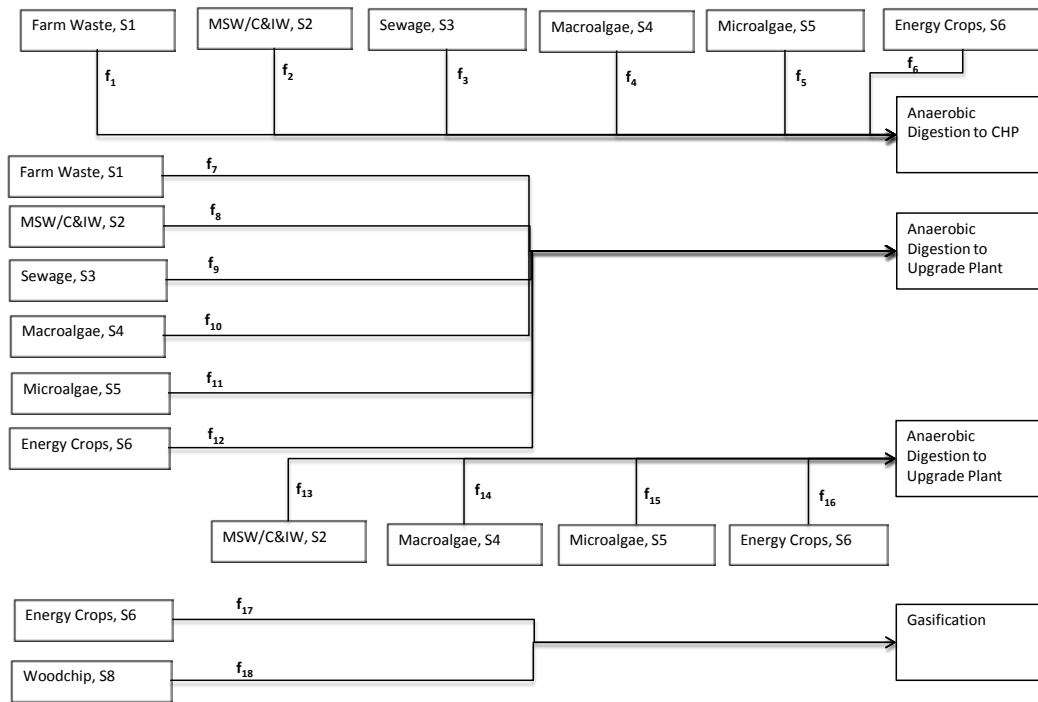 Farm Waste, S1
MSW/C&IW, S2
Sewage, S3
Macroalgae, S4
Microalgae, S5
Energy Crops, S6
f1
f2
f3
f4
f5
f6
Anaerobic
Digestion to CHP
Farm Waste, S1
f7
MSW/C&IW, S2
f8
Sewage, S3
f9
Macroalgae, S4
f10
Microalgae, S5
f11
Energy Crops, S6
f12
Anaerobic
Digestion to
Upgrade Plant
Anaerobic
Digestion to
Upgrade Plant
f13
f14
f15
f16
MSW/C&IW, S2
Macroalgae, S4
Microalgae, S5
Energy Crops, S6
Energy Crops, S6
f17
Woodchip, S8
f18
Gasification